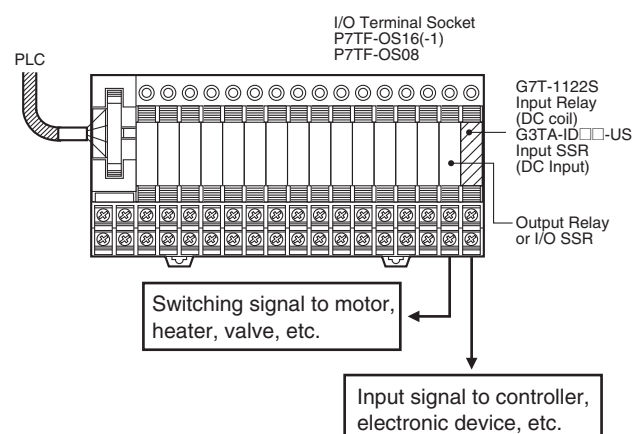 I/O Terminal Socket
P7TF-OS16(-1)
P7TF-OS08
PLC
G7T-1122S
Input Relay
(DC coil)
G3TA-ID□□-US
Input SSR
(DC Input)
Output Relay
or I/O SSR
Switching signal to motor,
heater, valve, etc.
Input signal to controller,
electronic device, etc.